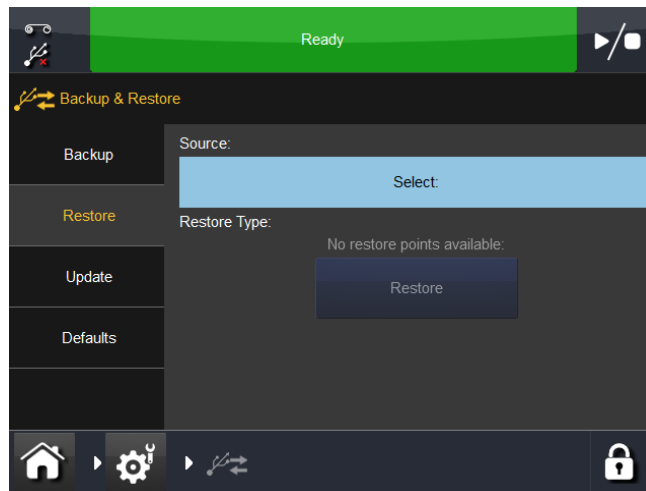 Ready
Backup & Restore
Backup
Restore
Update
Defaults
Source:
Select:
Restore Type:
No restore points available:
Restore